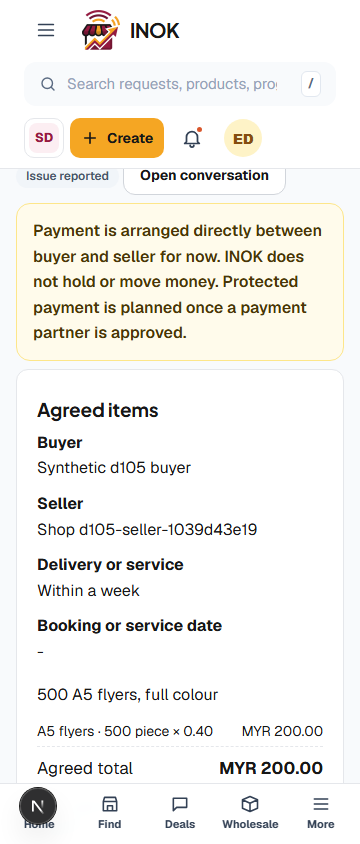 INOK
Search requests, products, pro
/
SD
+ Create
ED
Issue reported
Open conversation
Payment is arranged directly between
buyer and seller for now. INOK does
not hold or move money. Protected
payment is planned once a payment
partner is approved.
Agreed items
Buyer
Synthetic d105 buyer
Seller
Shop d105-seller-1039d43e19
Delivery or service
Within a week
Booking or service date
-
500 A5 flyers, full colour
A5 flyers · 500 piece × 0.40 MYR 200.00
Agreed total MYR 200.00
N
Home Find Deals Wholesale More